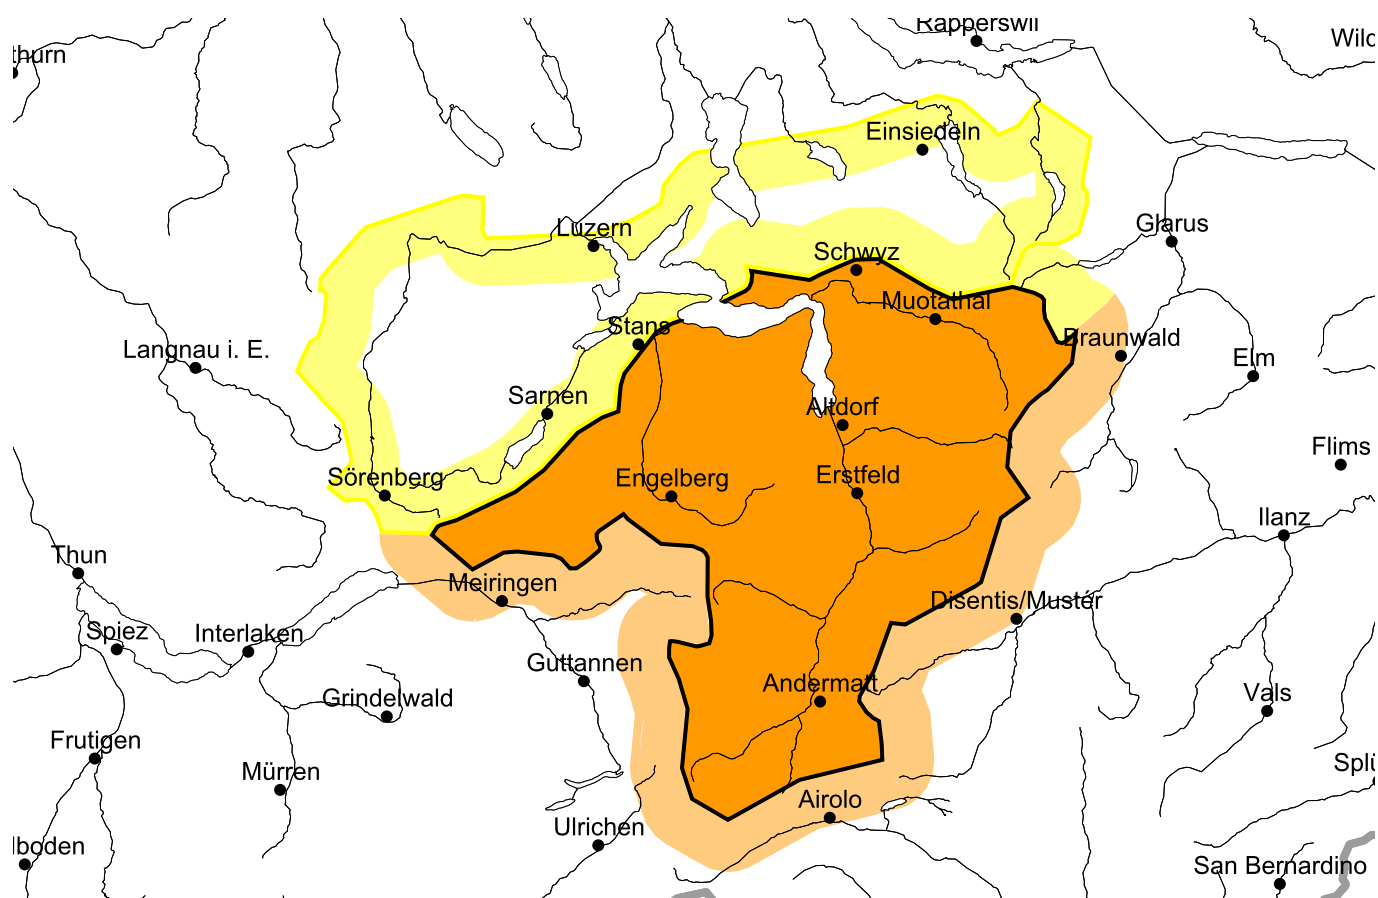 Rapperswil
thurn
Wild
Einsiedeln
Luzern
Glarus
Schwyz
Muotathal
Stans
Braunwald
Langnau i. E.
Elm
Sarnen
Altdorf
Flims
Sörenberg
Engelberg
Erstfeld
Ilanz
Thun
Meiringen
Disentis/Mustér
Spiez
Interlaken
Guttannen
Andermatt
Vals
Grindelwald
Frutigen
Mürren
Splü
Airolo
Ulrichen
lboden
San Bernardino